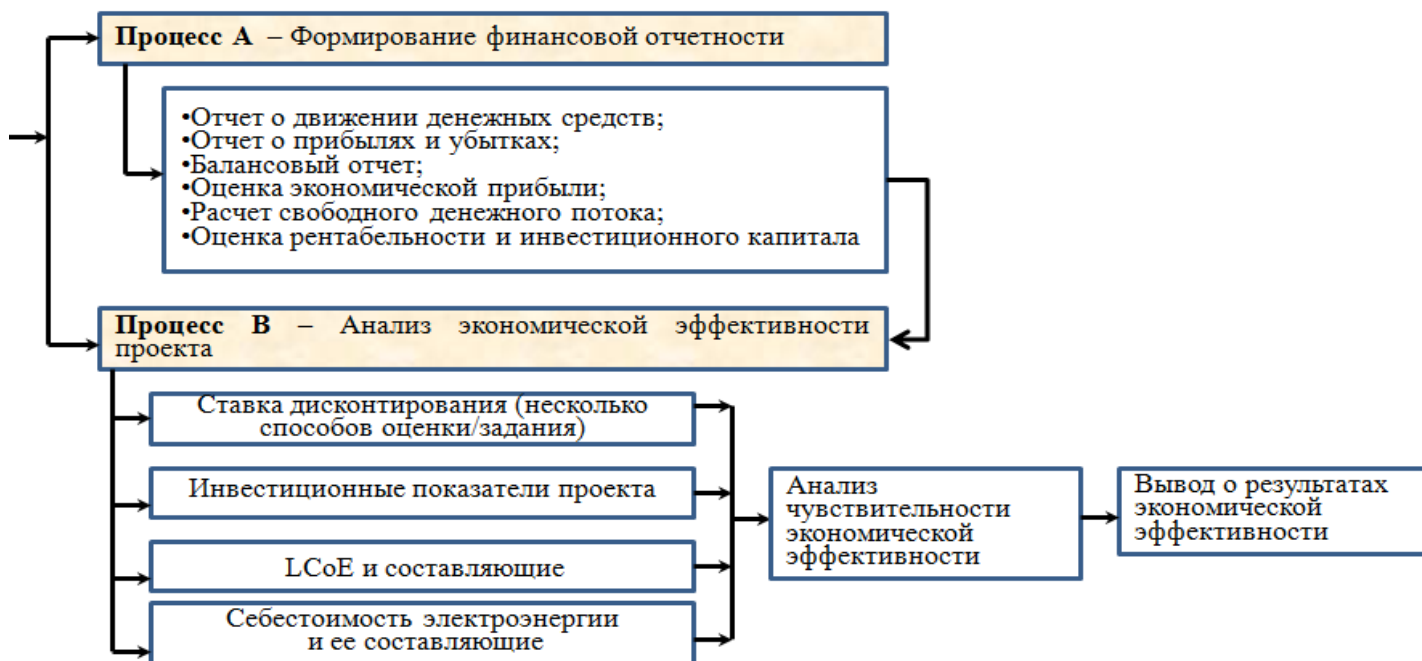 Процесс А – Формирование финансовой отчетности
•Отчет о движении денежных средств;
•Отчет о прибылях и убытках;
•Балансовый отчет;
•Оценка экономической прибыли;
•Расчет свободного денежного потока;
•Оценка рентабельности и инвестиционного капитала
Процесс В – Анализ экономической эффективности
проекта
Ставка дисконтирования (несколько
способов оценки/задания)
Инвестиционные показатели проекта
LCoE и составляющие
Себестоимость электроэнергии
и ее составляющие
Анализ
чувствительности
экономической
эффективности
Вывод о результатах
экономической
эффективности